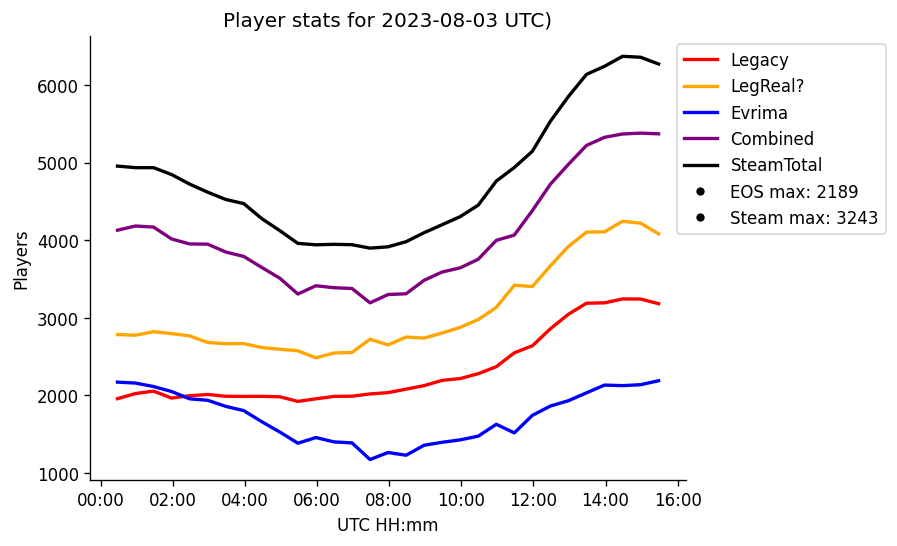 Player stats for 2023-08-03 UTC)
Legacy
LegReal?
Evrima
Combined
SteamTotal
EOS max: 2189
Steam max: 3243
Players
6000
5000
4000
3000
2000
1000
00:00 02:00 04:00 06:00 08:00 10:00 12:00 14:00 16:00
UTC HH:mm